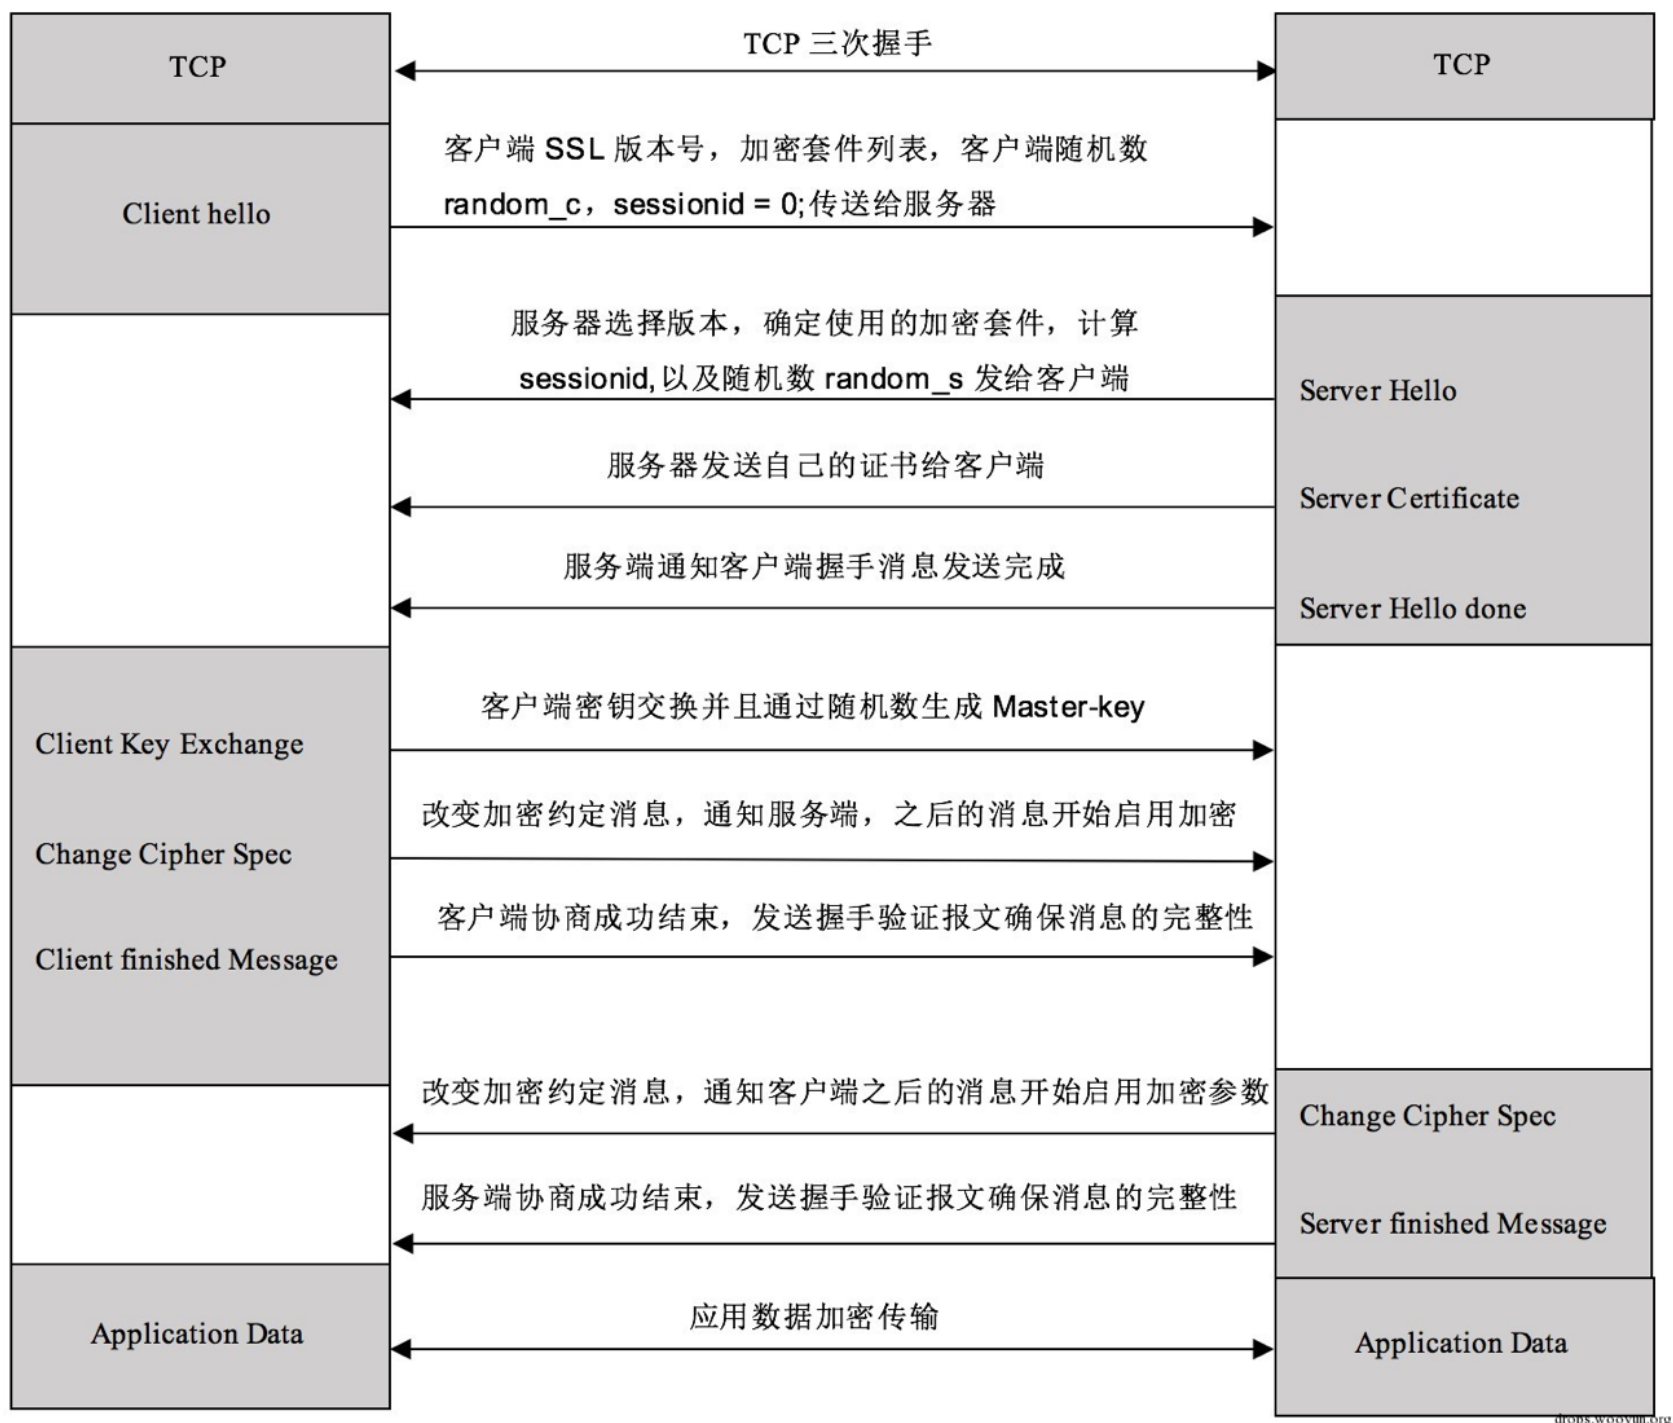 TCP
TCP 三次握手
TCP
Client hello
客户端 SSL 版本号，加密套件列表，客户端随机数
random_c，sessionid = 0;传送给服务器
服务器选择版本，确定使用的加密套件，计算
sessionid,以及随机数 random_s 发给客户端
Server Hello
服务器发送自己的证书给客户端
Server Certificate
服务端通知客户端握手消息发送完成
Server Hello done
客户端密钥交换并且通过随机数生成 Master-key
Client Key Exchange
改变加密约定消息，通知服务端，之后的消息开始启用加密
Change Cipher Spec
客户端协商成功结束，发送握手验证报文确保消息的完整性
Client finished Message
改变加密约定消息，通知客户端之后的消息开始启用加密参数
Change Cipher Spec
服务端协商成功结束，发送握手验证报文确保消息的完整性
Server finished Message
应用数据加密传输
Application Data
Application Data
drops.wooyun.org